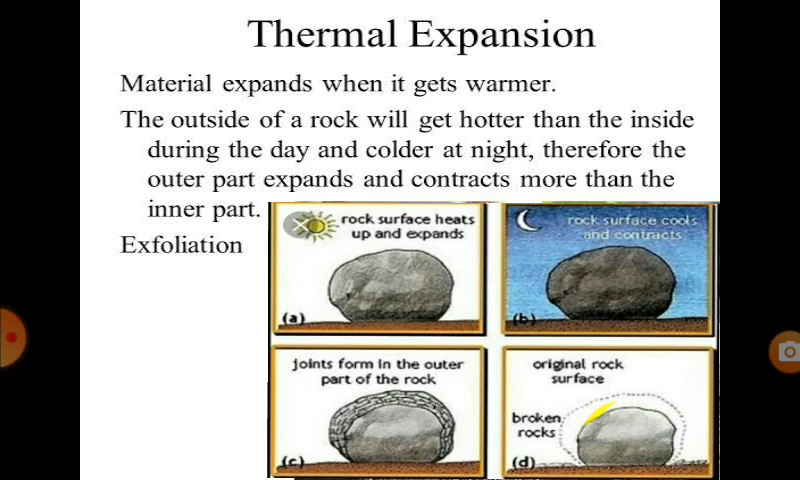 Thermal Expansion
Material expands when it gets warmer.
The outside of a rock will get hotter than the inside
during the day and colder at night, therefore the
outer part expands and contracts more than the
inner part.
Exfoliation
rock surface heats
up and expands
(a)
rock surface cools
and contracts
(b)
joints form in the outer
part of the rock
(c)
original rock
surface
broken
rocks
(d)